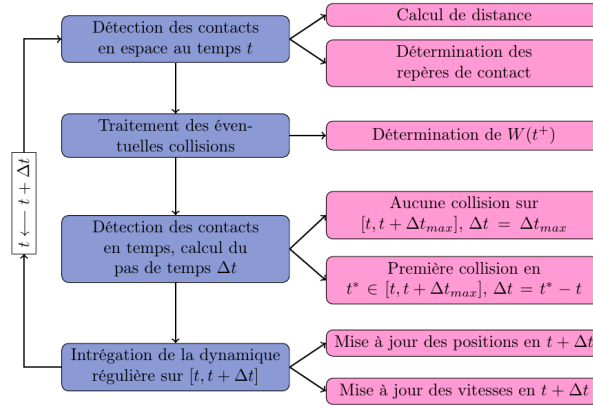 Détection des contacts
en espace au temps t
Calcul de distance
Détermination des
repères de contact
Traitement des éven-
tuelles collisions
Détermination de W(t⁺)
t ⟵ t + Δt
Détection des contacts
en temps, calcul du
pas de temps Δt
Aucune collision sur
[t, t + Δt_max], Δt = Δt_max
Première collision en
t* ∈ [t, t + Δt_max], Δt = t* − t
Intrégation de la dynamique
régulière sur [t, t + Δt]
Mise à jour des positions en t + Δt
Mise à jour des vitesses en t + Δt